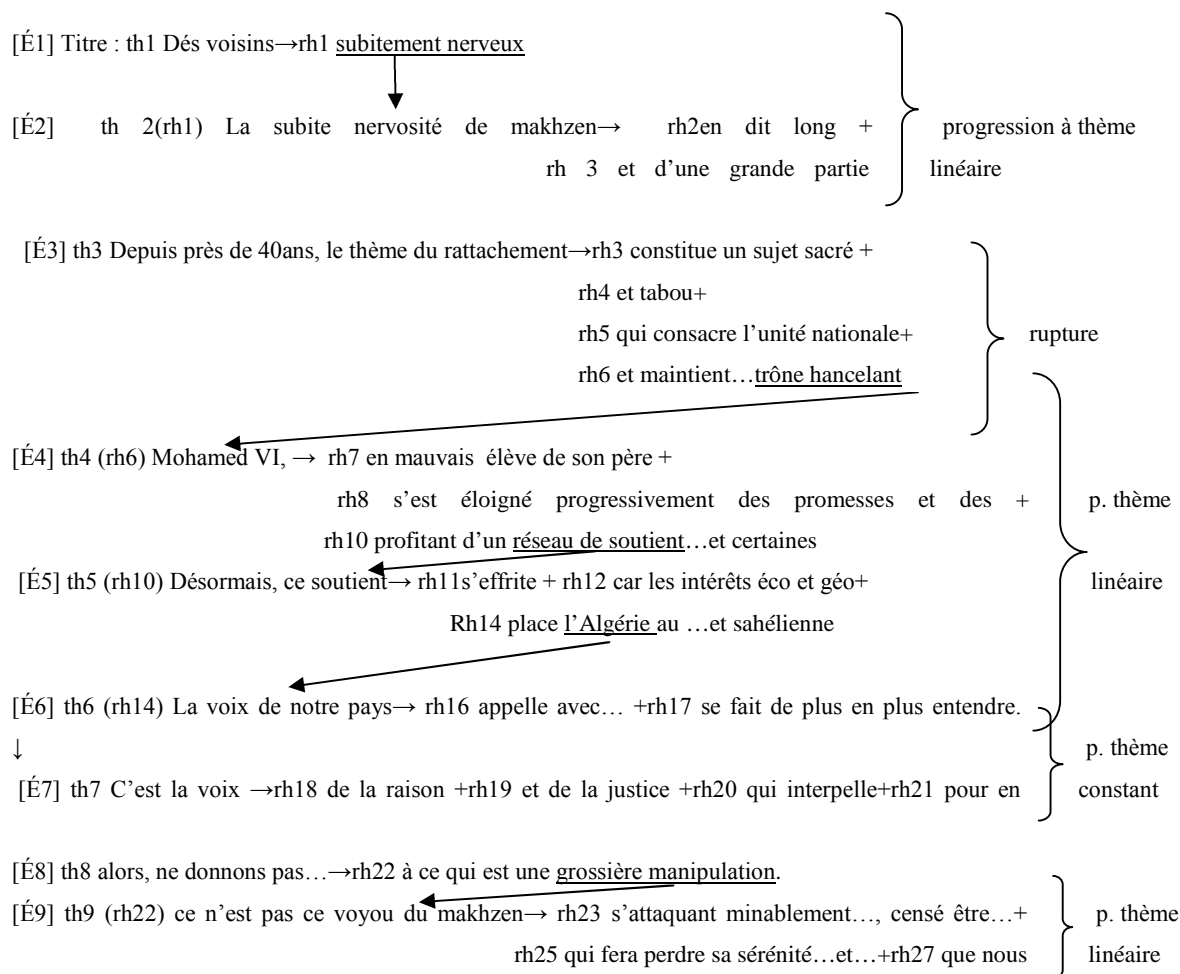 [É1] Titre : th1 Dés voisins→rh1 subitement nerveux
[É2] th 2(rh1) La subite nervosité de makhzen→ rh2en dit long + progression à thème
rh 3 et d'une grande partie linéaire
[É3] th3 Depuis près de 40ans, le thème du rattachement→rh3 constitue un sujet sacré +
rh4 et tabou+
rh5 qui consacre l'unité nationale+ rupture
rh6 et maintient…trône hancelant
[É4] th4 (rh6) Mohamed VI, → rh7 en mauvais élève de son père +
rh8 s'est éloigné progressivement des promesses et des + p. thème
rh10 profitant d'un réseau de soutient…et certaines
[É5] th5 (rh10) Désormais, ce soutient→ rh11s'effrite + rh12 car les intérêts éco et géo+ linéaire
Rh14 place l'Algérie au …et sahélienne
[É6] th6 (rh14) La voix de notre pays→ rh16 appelle avec… +rh17 se fait de plus en plus entendre.
↓ p. thème
[É7] th7 C'est la voix →rh18 de la raison +rh19 et de la justice +rh20 qui interpelle+rh21 pour en constant
[É8] th8 alors, ne donnons pas…→rh22 à ce qui est une grossière manipulation.
[É9] th9 (rh22) ce n'est pas ce voyou du makhzen→ rh23 s'attaquant minablement…, censé être…+ p. thème
rh25 qui fera perdre sa sérénité…et…+rh27 que nous linéaire